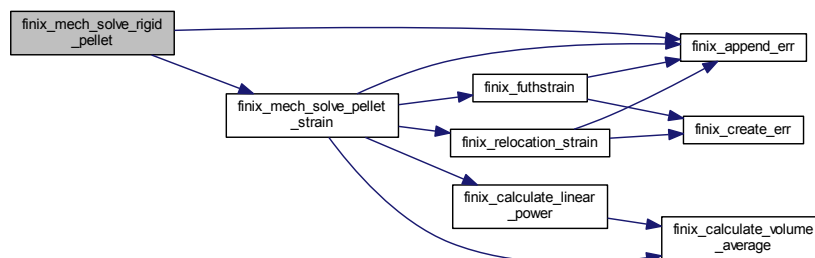 finix_mech_solve_rigid
_pellet
finix_append_err
finix_mech_solve_pellet
_strain
finix_futhstrain
finix_create_err
finix_relocation_strain
finix_calculate_linear
_power
finix_calculate_volume
_average